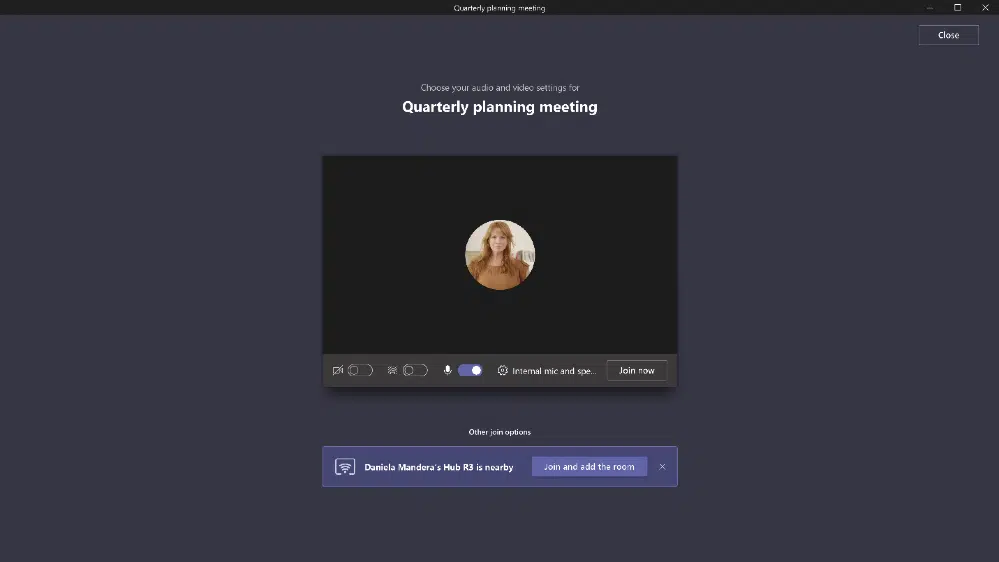 Quarterly planning meeting
Close
Choose your audio and video settings for
Quarterly planning meeting
Internal mic and spe...
Join now
Other join options
Daniela Mandera's Hub R3 is nearby
Join and add the room